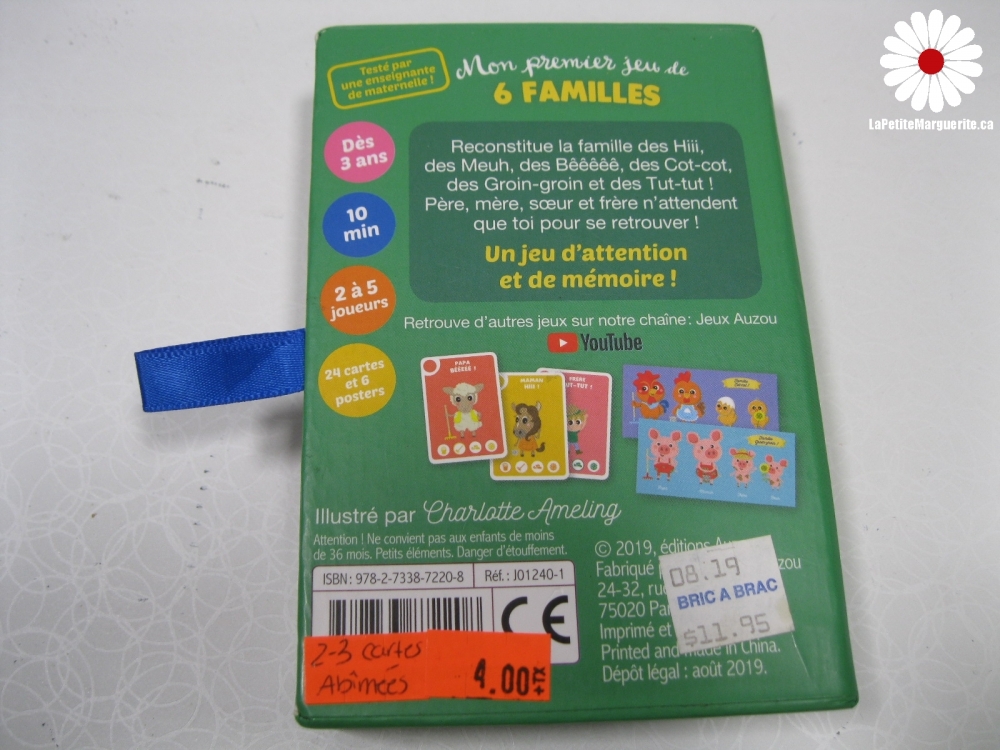 LaPetiteMarguerite.ca
Testé par
une enseignante
de maternelle !
Mon premier jeu de
6 FAMILLES
Dès
3 ans
10
min
2 à 5
joueurs
24 cartes
et 6
posters
Reconstitue la famille des Hiii,
des Meuh, des Bêêêêê, des Cot-cot,
des Groin-groin et des Tut-tut !
Père, mère, sœur et frère n'attendent
que toi pour se retrouver !
Un jeu d'attention
et de mémoire !
Retrouve d'autres jeux sur notre chaîne : Jeux Auzou
YouTube
PAPA
BÊÊÊÊÊ !
MAMAN
HIII !
FRÈRE
TUT-TUT !
Illustré par Charlotte Ameling
Attention ! Ne convient pas aux enfants de moins
de 36 mois. Petits éléments. Danger d'étouffement.
ISBN : 978-2-7338-7220-8
Réf. : J01240-1
CE
2-3 cartes
Abîmées
4.00+TX
© 2019, éditions Auzou
Fabriqué
24-32, rue
75020
Imprimé et
Printed and made in China.
Dépôt légal : août 2019.
08.19
BRIC A BRAC
$11.95